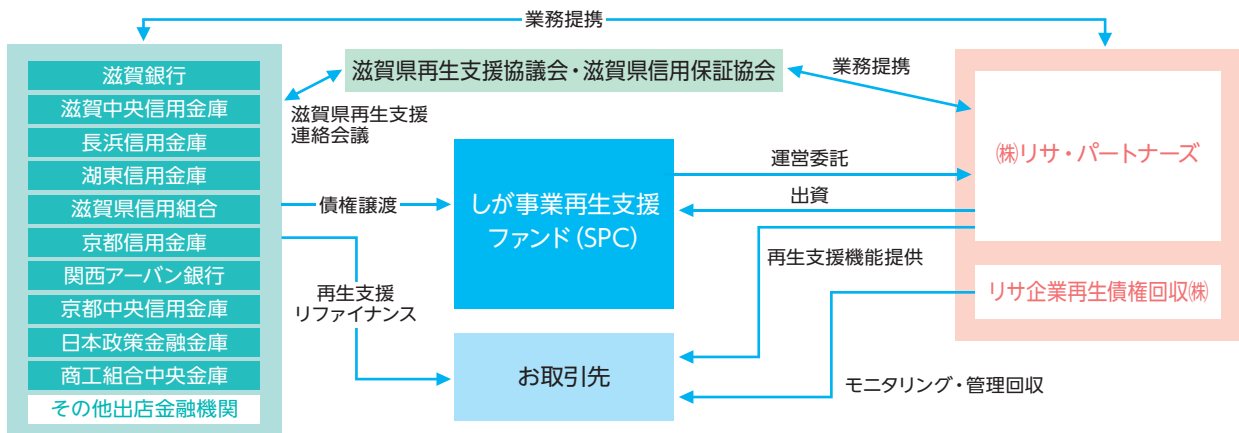 業務提携
滋賀銀行
滋賀中央信用金庫
長浜信用金庫
湖東信用金庫
滋賀県信用組合
京都信用金庫
関西アーバン銀行
京都中央信用金庫
日本政策金融金庫
商工組合中央金庫
その他出店金融機関
滋賀県再生支援協議会・滋賀県信用保証協会
業務提携
滋賀県再生支援
連絡会議
債権譲渡
再生支援
リファイナンス
しが事業再生支援
ファンド(SPC)
お取引先
運営委託
出資
再生支援機能提供
モニタリング・管理回収
㈱リサ・パートナーズ
リサ企業再生債権回収㈱